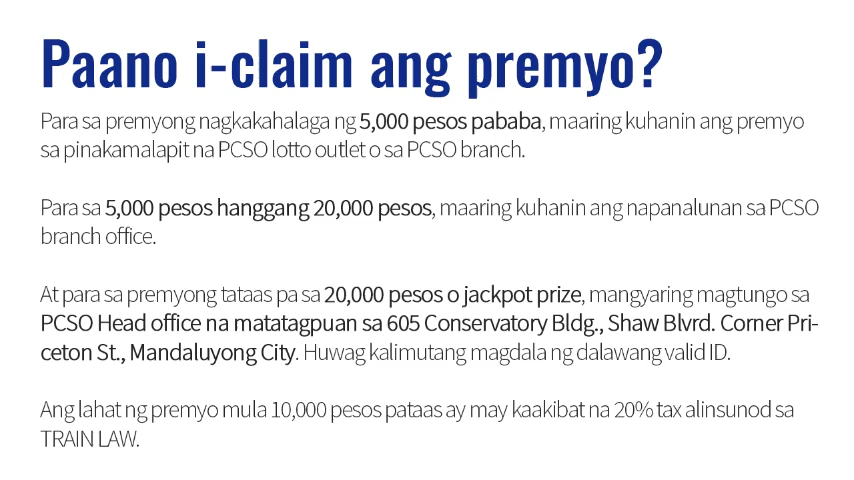 Paano i-claim ang premyo?
Para sa premyong nagkakahalaga ng 5,000 pesos pababa, maaring kuhanin ang premyo
sa pinakamalapit na PCSO lotto outlet o sa PCSO branch.
Para sa 5,000 pesos hanggang 20,000 pesos, maaring kuhanin ang napanalunan sa PCSO
branch office.
At para sa premyong tataas pa sa 20,000 pesos o jackpot prize, mangyaring magtungo sa
PCSO Head office na matatagpuan sa 605 Conservatory Bldg., Shaw Blvrd. Corner Pri-
ceton St., Mandaluyong City. Huwag kalimutang magdala ng dalawang valid ID.
Ang lahat ng premyo mula 10,000 pesos pataas ay may kaakibat na 20% tax alinsunod sa
TRAIN LAW.